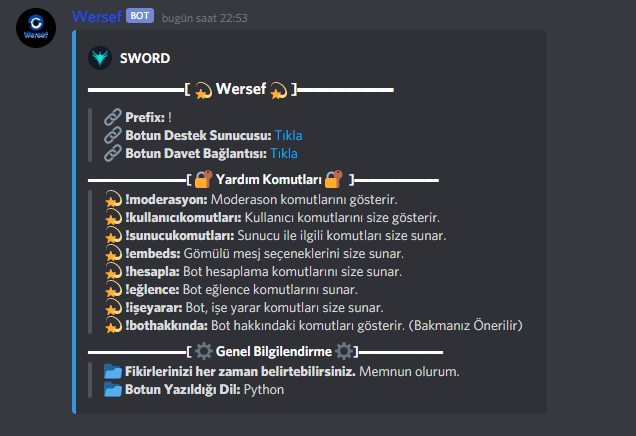 Wersef
Wersef BOT bugün saat 22:53
SWORD
[ 💫 Wersef 💫 ]
🔗 Prefix: !
🔗 Botun Destek Sunucusu: Tıkla
🔗 Botun Davet Bağlantısı: Tıkla
[ 🔐 Yardım Komutları 🔐 ]
💫 !moderasyon: Moderason komutlarını gösterir.
💫 !kullanıcıkomutları: Kullanıcı komutlarını size gösterir.
💫 !sunucukomutları: Sunucu ile ilgili komutları size sunar.
💫 !embeds: Gömülü mesj seçeneklerini size sunar.
💫 !hesapla: Bot hesaplama komutlarını size sunar.
💫 !eğlence: Bot eğlence komutlarını sunar.
💫 !işeyarar: Bot, işe yarar komutları size sunar.
💫 !bothakkında: Bot hakkındaki komutları gösterir. (Bakmanız Önerilir)
[ ⚙️ Genel Bilgilendirme ⚙️ ]
📂 Fikirlerinizi her zaman belirtebilirsiniz. Memnun olurum.
📂 Botun Yazıldığı Dil: Python